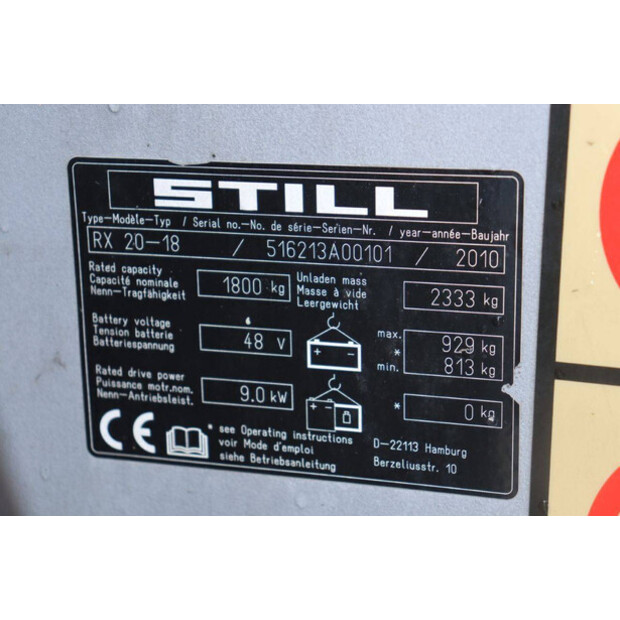 STILL
Type-Modèle-Typ / Serial no.-No. de série-Serien-Nr. / year-année-Baujahr
RX 20-18 / 516213A00101 / 2010
Rated capacity
Capacité nominale
Nenn-Tragfähigkeit
1800 kg
Unladen mass
Masse à vide
Leergewicht
2333 kg
Battery voltage
Tension batterie
Batteriespannung
48 V
+ -
max. 929 kg
*
min. 813 kg
Rated drive power
Puissance motr.nom.
Nenn-Antriebsleist.
9.0 kW
+ -
* 0 kg
CE
* see Operating instructions
voir Mode d'emploi
siehe Betriebsanleitung
D-22113 Hamburg
Berzeliusstr. 10